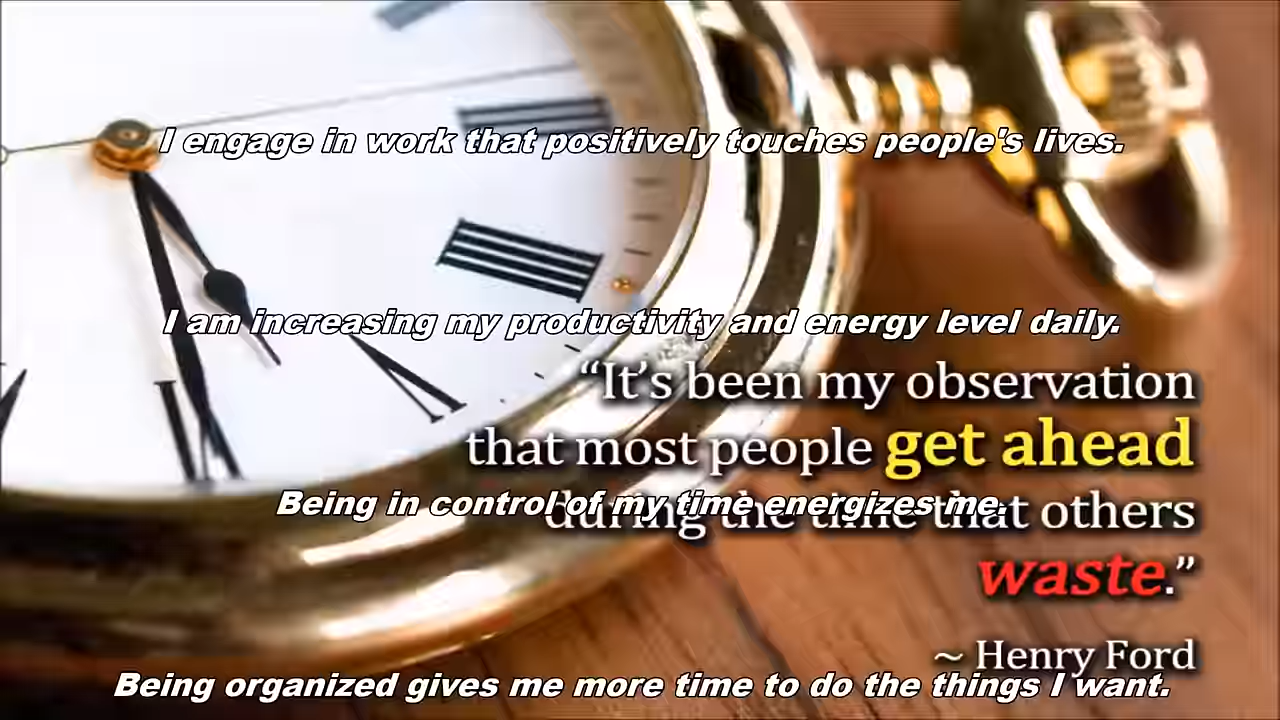 I engage in work that positively touches people's lives.
I am increasing my productivity and energy level daily.
“It’s been my observation
that most people get ahead
Being in control of my time energizes me.
during the time that others
waste.”
~ Henry Ford
Being organized gives me more time to do the things I want.